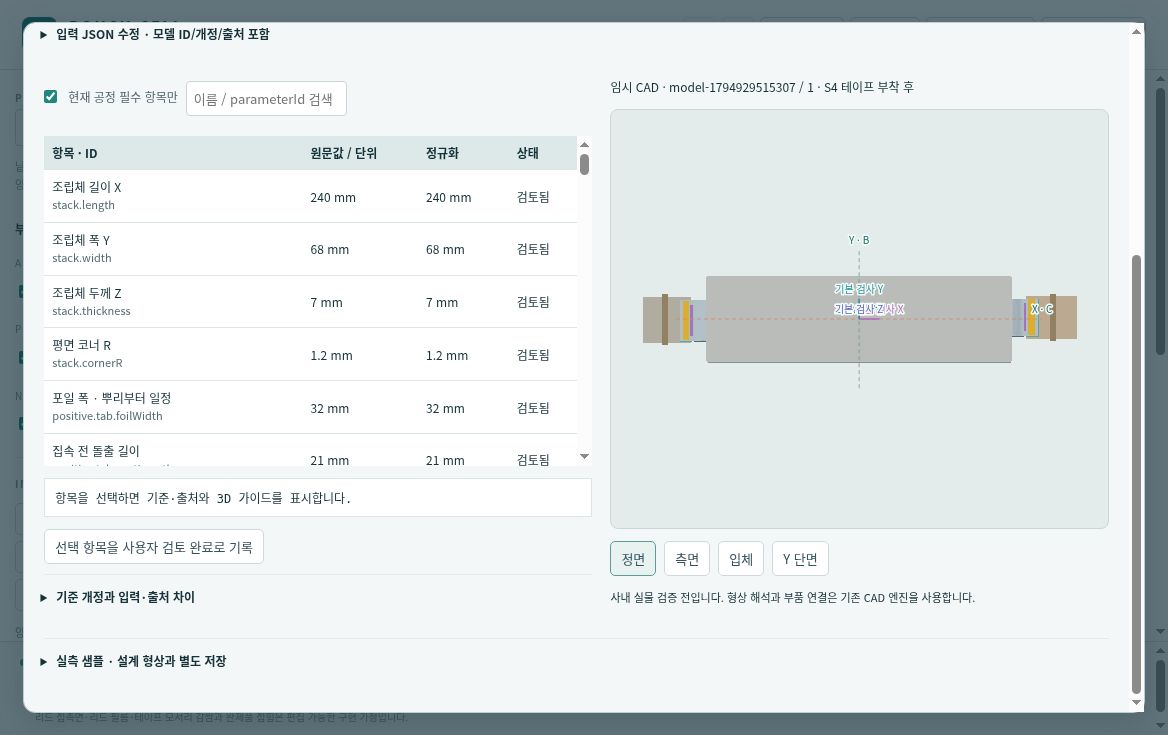 입력 JSON 수정 · 모델 ID/개정/출처 포함
현재 공정 필수 항목만
이름 / parameterId 검색
항목 · ID 원문값 / 단위 정규화 상태
조립체 길이 X
stack.length
240 mm 240 mm 검토됨
조립체 폭 Y
stack.width
68 mm 68 mm 검토됨
조립체 두께 Z
stack.thickness
7 mm 7 mm 검토됨
평면 코너 R
stack.cornerR
1.2 mm 1.2 mm 검토됨
포일 폭 · 뿌리부터 일정
positive.tab.foilWidth
32 mm 32 mm 검토됨
집속 전 돌출 길이
21 mm 21 mm 검토됨
항목을 선택하면 기준·출처와 3D 가이드를 표시합니다.
선택 항목을 사용자 검토 완료로 기록
기준 개정과 입력·출처 차이
실측 샘플 · 설계 형상과 별도 저장
임시 CAD · model-1794929515307 / 1 · S4 테이프 부착 후
Y · B
기본 검사 Y
기본 검사 Z
사 X
X · C
정면 측면 입체 Y 단면
사내 실물 검증 전입니다. 형상 해석과 부품 연결은 기존 CAD 엔진을 사용합니다.